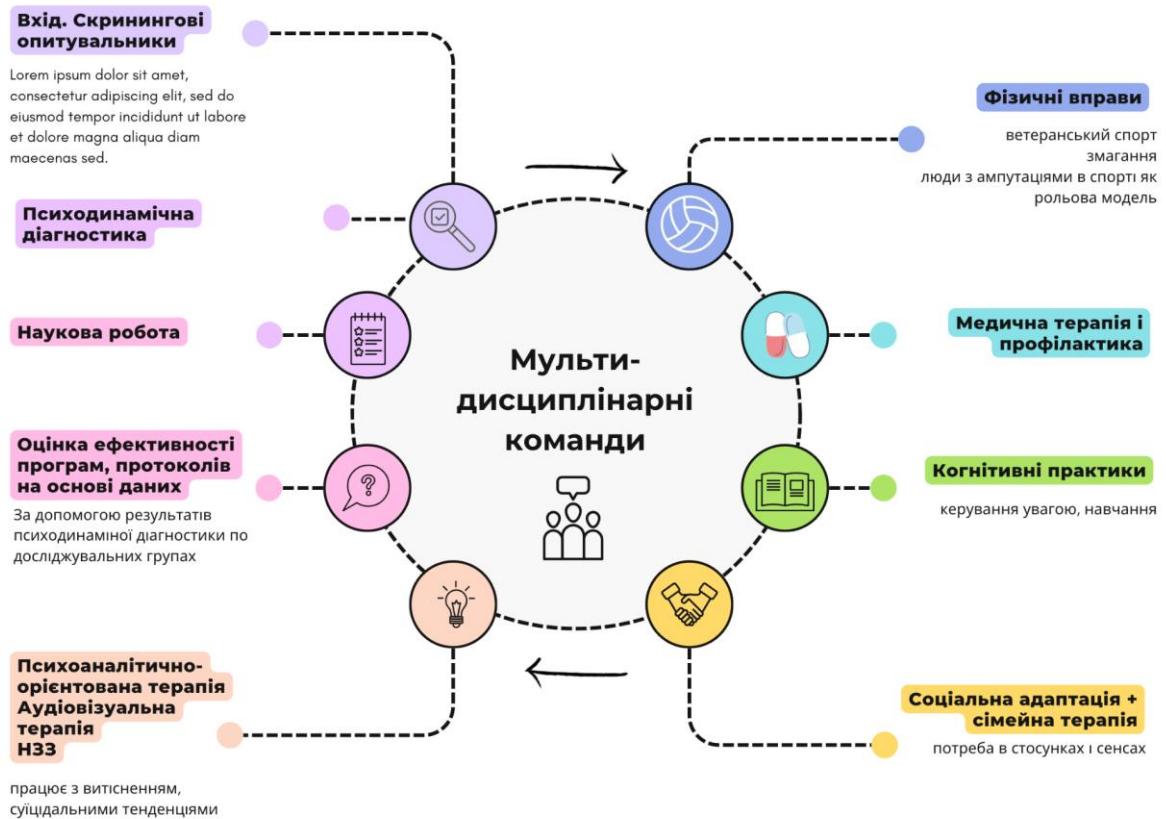 Вхід. Скринингові
опитувальники
Lorem ipsum dolor sit amet,
consectetur adipiscing elit, sed do
eiusmod tempor incididunt ut labore
et dolore magna aliqua diam
maecenas sed.
Психодинамічна
діагностика
Наукова робота
Оцінка ефективності
програм, протоколів
на основі даних
За допомогою результатів
психодинаміної діагностики по
досліджувальних групах
Психоаналітично-
орієнтована терапія
Аудіовізуальна
терапія
НЗЗ
працює з витісненням,
суїцідальними тенденціями
Мульти-
дисциплінарні
команди
?
Фізичні вправи
ветеранський спорт
змагання
люди з ампутаціями в спорті як
рольова модель
Медична терапія і
профілактика
Когнітивні практики
керування увагою, навчання
Соціальна адаптація +
сімейна терапія
потреба в стосунках і сенсах